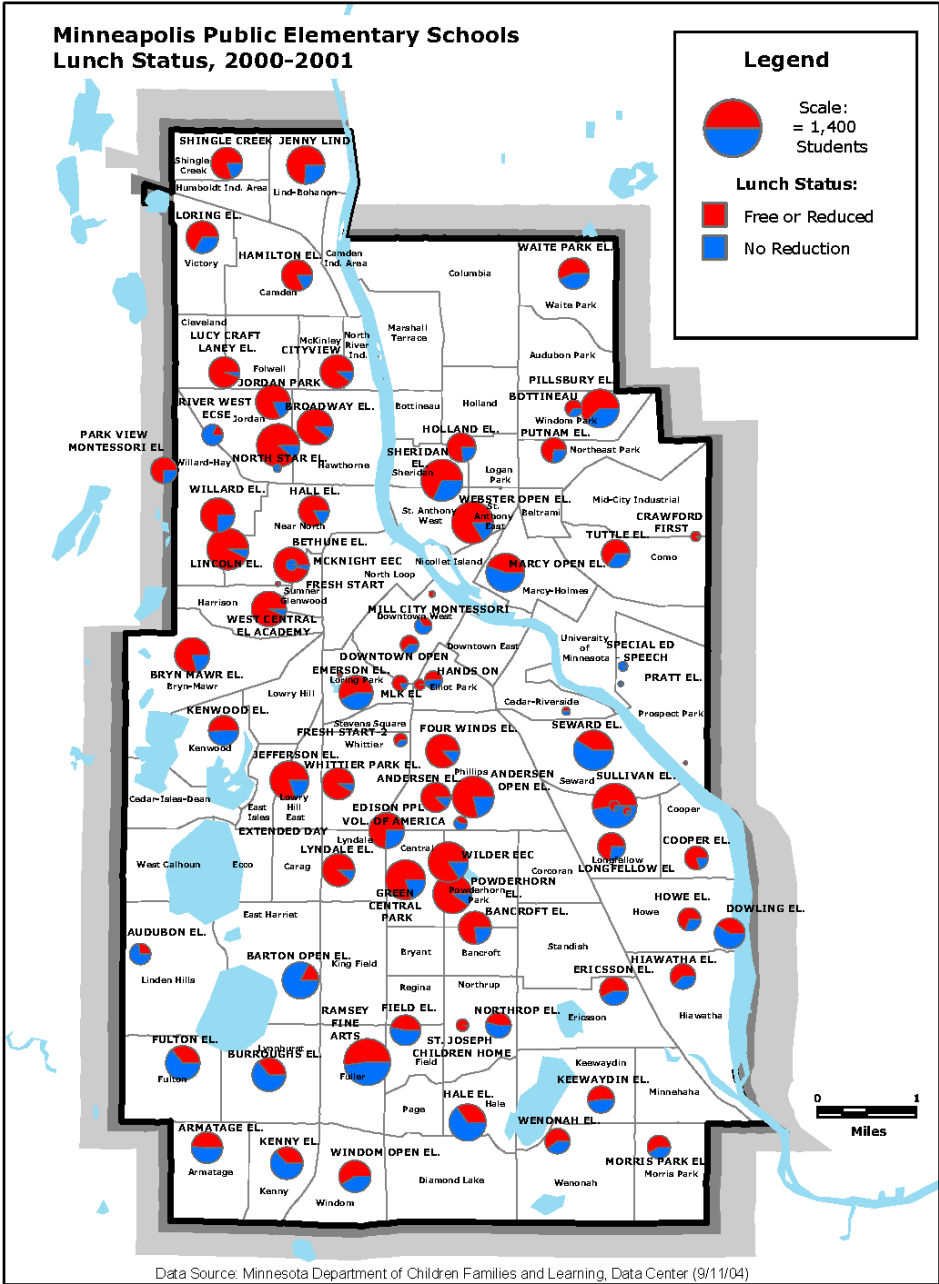 Minneapolis Public Elementary Schools
Lunch Status, 2000-2001
Legend
Scale:
= 1,400
Students
Lunch Status:
Free or Reduced
No Reduction
SHINGLE CREEK
JENNY LIND
Shingle
Creek
Humboldt Ind. Area
Lind-Bohanon
LORING EL.
Victory
HAMILTON EL.
Camden
Ind. Area
Camden
WAITE PARK EL.
Columbia
Waite Park
Cleveland
LUCY CRAFT
LANEY EL.
McKinley
CITYVIEW
North
River
Ind.
Marshall
Terrace
Audubon Park
Folwell
JORDAN PARK
PILLSBURY EL.
RIVER WEST
ECSE
Jordan
BROADWAY EL.
Bottineau
Holland
BOTTINEAU
Windom Park
PARK VIEW
MONTESSORI EL
Willard-Hay
NORTH STAR EL.
Hawthorne
HOLLAND EL.
SHERIDAN
EL.
Sheridan
Logan
Park
PUTNAM EL.
Northeast Park
WILLARD EL.
HALL EL.
Near North
St. Anthony
West
WEBSTER OPEN EL.
St.
Anthony
East
Beltrami
Mid-City Industrial
CRAWFORD
FIRST
TUTTLE EL.
Como
BETHUNE EL.
LINCOLN EL.
MCKNIGHT EEC
North Loop
Nicollet Island
MARCY OPEN EL.
Marcy-Holmes
FRESH START
Sumner
Glenwood
Harrison
WEST CENTRAL
EL ACADEMY
MILL CITY MONTESSORI
Downtown West
DOWNTOWN OPEN
Downtown East
University
of
Minnesota
SPECIAL ED
SPEECH
PRATT EL.
BRYN MAWR EL.
Bryn-Mawr
EMERSON EL.
Loring Park
MLK EL
HANDS ON
Elliot Park
Lowry Hill
Cedar-Riverside
Prospect Park
KENWOOD EL.
Kenwood
Stevens Square
FRESH START-2
Whittier
FOUR WINDS EL.
SEWARD EL.
Seward
SULLIVAN EL.
JEFFERSON EL.
WHITTIER PARK EL.
ANDERSEN EL.
Phillips
ANDERSEN
OPEN EL.
Cedar-Isles-Dean
East
Isles
Lowry
Hill
East
EDISON PPL
VOL. OF AMERICA
Cooper
EXTENDED DAY
Lyndale
LYNDALE EL.
Central
WILDER EEC
Longfellow
LONGFELLOW EL
COOPER EL.
West Calhoun
Ecco
Carag
Corcoran
GREEN
CENTRAL
PARK
POWDERHORN
EL.
Powderhorn
Park
BANCROFT EL.
East Harriet
Howe
HOWE EL.
DOWLING EL.
AUDUBON EL.
Linden Hills
BARTON OPEN EL.
King Field
Bryant
Bancroft
Standish
ERICSSON EL.
HIAWATHA EL.
Regina
Northrup
Ericsson
Hiawatha
RAMSEY
FINE
ARTS
FIELD EL.
NORTHROP EL.
ST. JOSEPH
CHILDREN HOME
FULTON EL.
Fulton
Lynnhurst
BURROUGHS EL.
Fuller
Field
Keewaydin
KEEWAYDIN EL.
Minnehaha
Page
HALE EL.
Hale
WENONAH EL.
0 1
Miles
ARMATAGE EL.
Armatage
KENNY EL.
Kenny
WINDOM OPEN EL.
Windom
Diamond Lake
Wenonah
MORRIS PARK EL
Morris Park
Data Source: Minnesota Department of Children Families and Learning, Data Center (9/11/04)